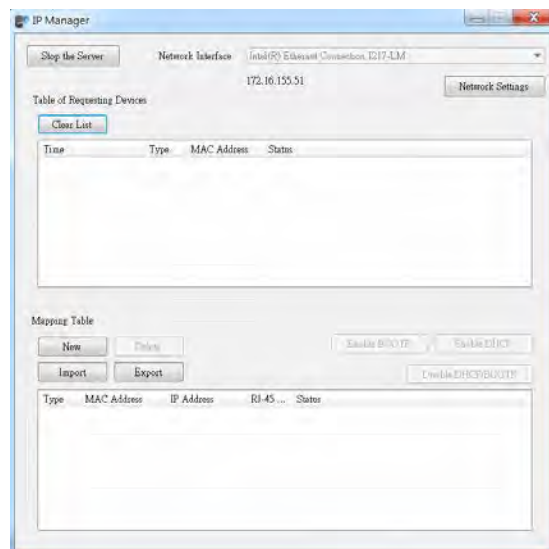 IP Manager
Stop the Server Network Interface Intel(R) Ethernet Connection I217-LM
172.16.155.51
Network Settings
Table of Requesting Devices
Clear List
Time Type MAC Address Status
Mapping Table
New Delete Enable BOOTP Enable DHCP
Import Export Disable DHCP/BOOTP
Type MAC Address IP Address RJ-45 ... Status